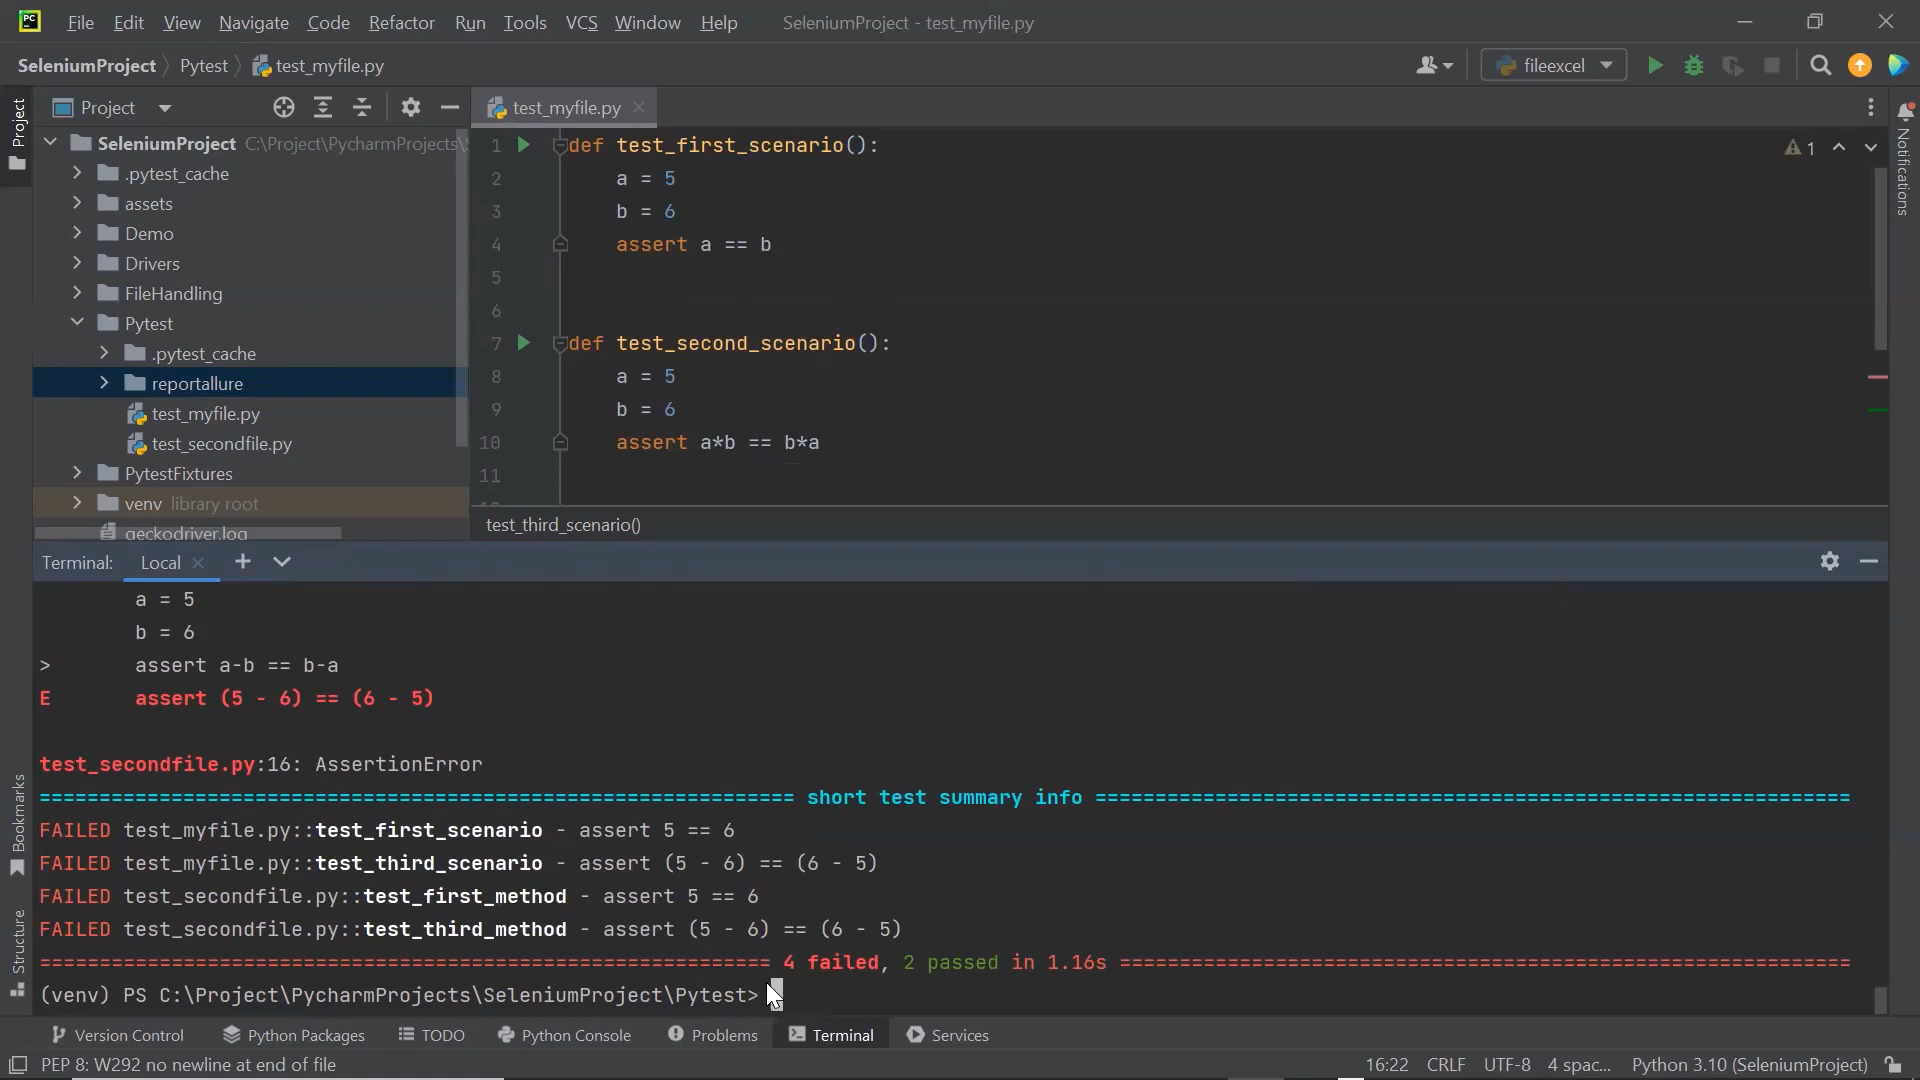 PC File Edit View Navigate Code Refactor Run Tools VCS Window Help SeleniumProject - test_myfile.py
SeleniumProject Pytest test_myfile.py fileexcel
Project
Project
test_myfile.py
Notifications
SeleniumProject C:\Project\PycharmProjects\
.pytest_cache
assets
Demo
Drivers
FileHandling
Pytest
.pytest_cache
reportallure
test_myfile.py
test_secondfile.py
PytestFixtures
venv library root
geckodriver.log
1 def test_first_scenario():
2 a = 5
3 b = 6
4 assert a == b
5
6
7 def test_second_scenario():
8 a = 5
9 b = 6
10 assert a*b == b*a
11
1
test_third_scenario()
Terminal: Local
a = 5
b = 6
> assert a-b == b-a
E assert (5 - 6) == (6 - 5)
test_secondfile.py:16: AssertionError
=============================================================== short test summary info ===============================================================
FAILED test_myfile.py::test_first_scenario - assert 5 == 6
FAILED test_myfile.py::test_third_scenario - assert (5 - 6) == (6 - 5)
FAILED test_secondfile.py::test_first_method - assert 5 == 6
FAILED test_secondfile.py::test_third_method - assert (5 - 6) == (6 - 5)
============================================================= 4 failed, 2 passed in 1.16s =============================================================
(venv) PS C:\Project\PycharmProjects\SeleniumProject\Pytest>
Bookmarks
Structure
Version Control Python Packages TODO Python Console Problems Terminal Services
PEP 8: W292 no newline at end of file 16:22 CRLF UTF-8 4 spac... Python 3.10 (SeleniumProject)